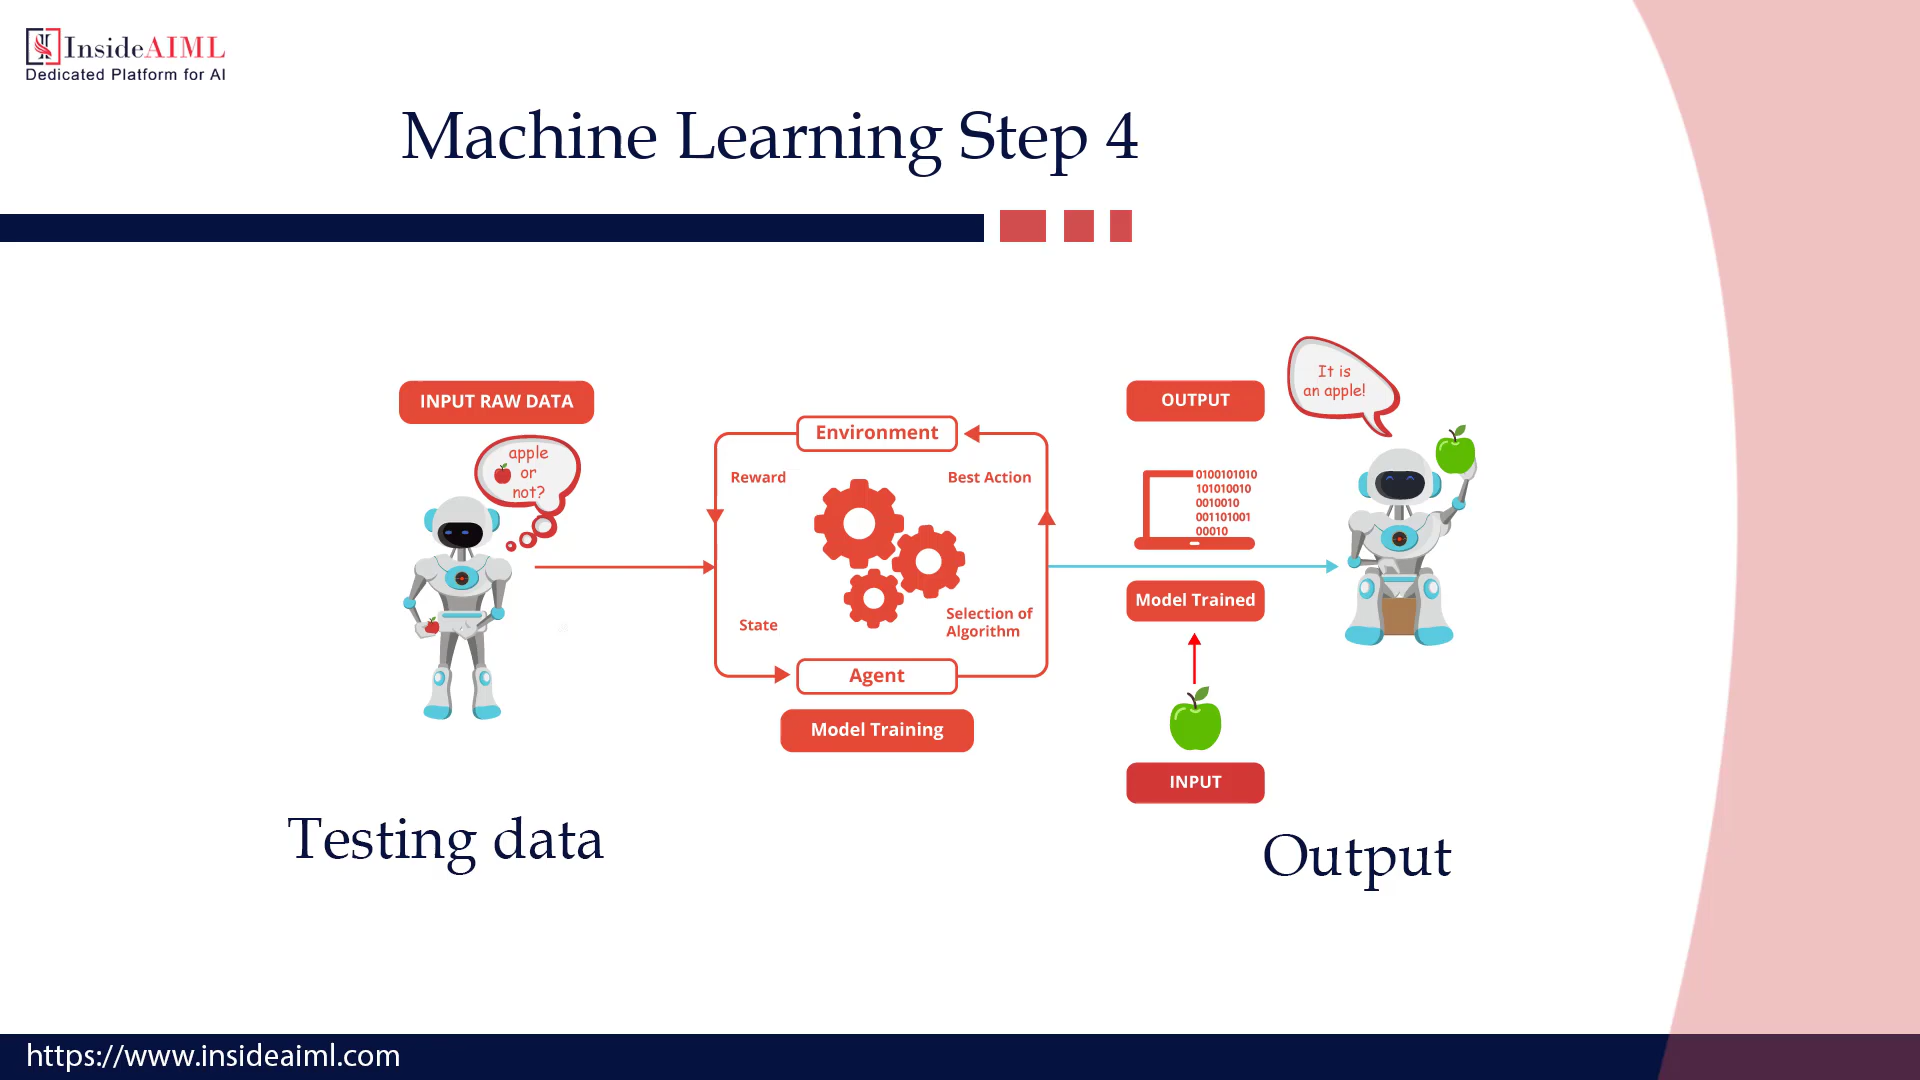 InsideAIML
Dedicated Platform for AI
Machine Learning Step 4
INPUT RAW DATA
apple
or
not?
Environment
Reward
Best Action
State
Selection of
Algorithm
Agent
Model Training
OUTPUT
It is
an apple!
0100101010
101010010
0010010
001101001
00010
Model Trained
INPUT
Testing data
Output
https://www.insideaiml.com